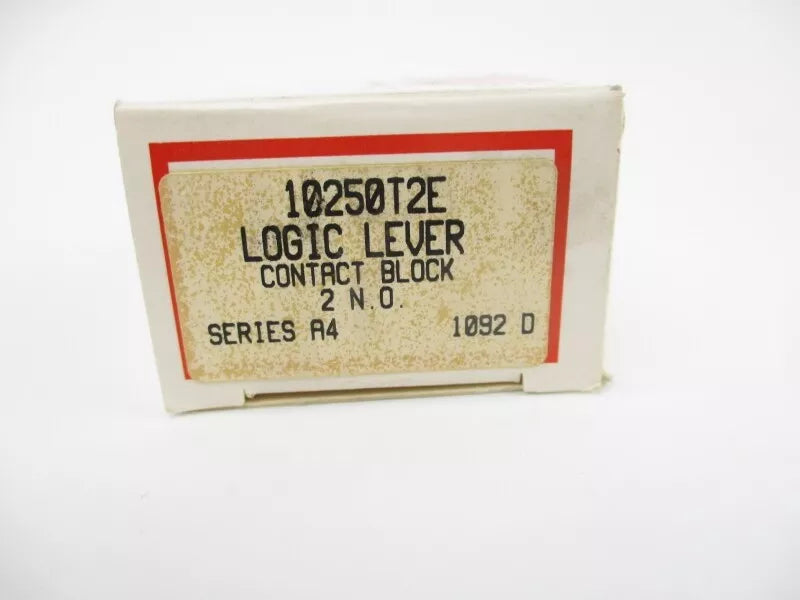 10250T2E
LOGIC LEVER
CONTACT BLOCK
2 N.O.
SERIES A4 1092 D